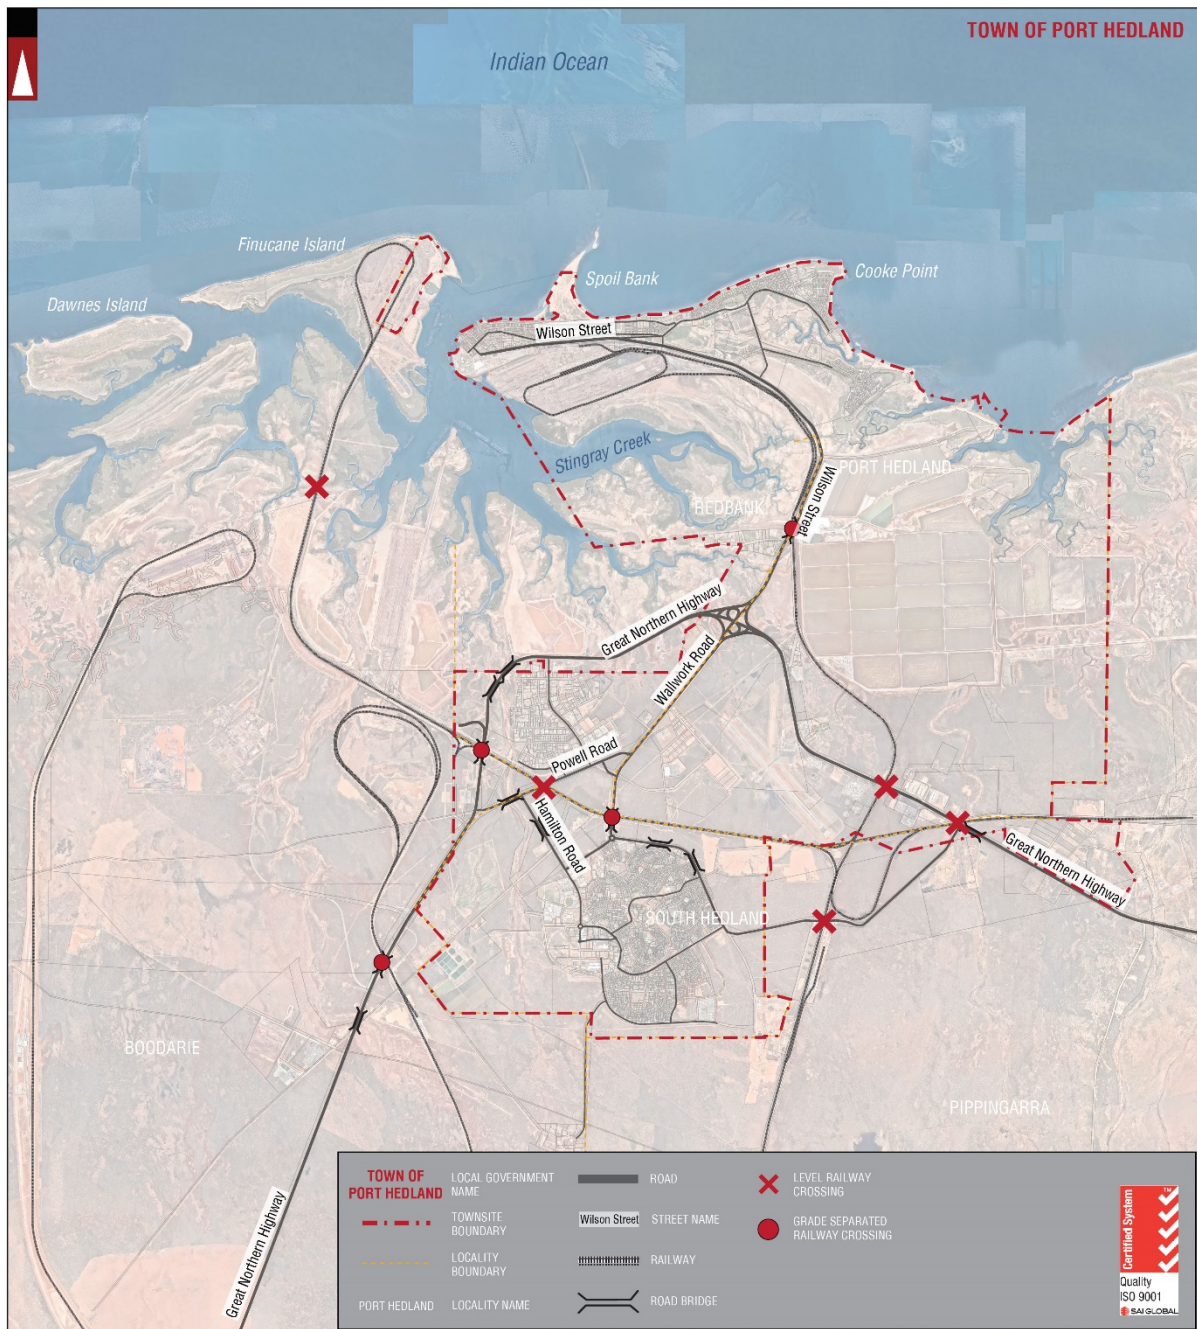 TOWN OF PORT HEDLAND
Indian Ocean
Finucane Island
Spoil Bank
Cooke Point
Dawnes Island
Wilson Street
Stingray Creek
PORT HEDLAND
REDBANK
Wilson Street
Great Northern Highway
Wallwork Road
Powell Road
Hamilton Road
Great Northern Highway
SOUTH HEDLAND
BOODARIE
PIPPINGARRA
Great Northern Highway
TOWN OF
PORT HEDLAND
LOCAL GOVERNMENT
NAME
TOWNSITE
BOUNDARY
LOCALITY
BOUNDARY
PORT HEDLAND
LOCALITY NAME
ROAD
Wilson Street
STREET NAME
RAILWAY
ROAD BRIDGE
LEVEL RAILWAY
CROSSING
GRADE SEPARATED
RAILWAY CROSSING
Certified System
TM
Quality
ISO 9001
SAI GLOBAL